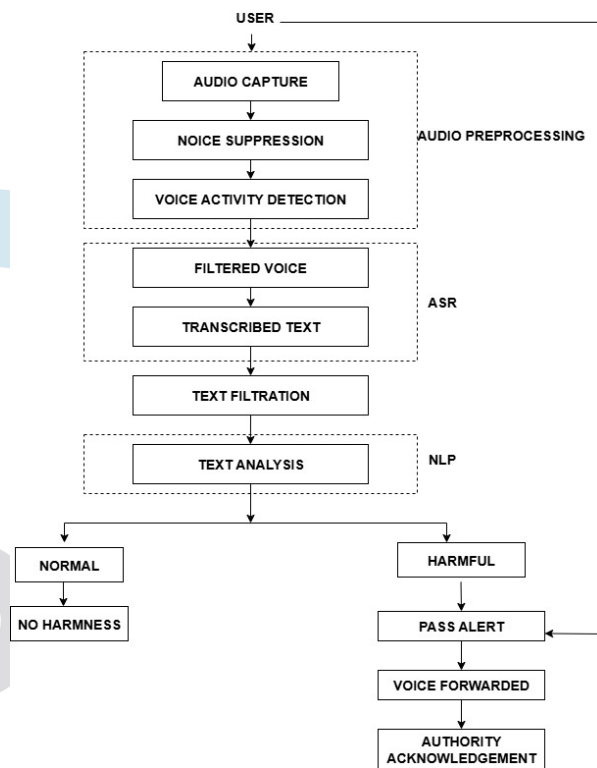 USER
AUDIO CAPTURE
NOICE SUPPRESSION
AUDIO PREPROCESSING
VOICE ACTIVITY DETECTION
FILTERED VOICE
ASR
TRANSCRIBED TEXT
TEXT FILTRATION
TEXT ANALYSIS
NLP
NORMAL
HARMFUL
NO HARMNESS
PASS ALERT
VOICE FORWARDED
AUTHORITY
ACKNOWLEDGEMENT